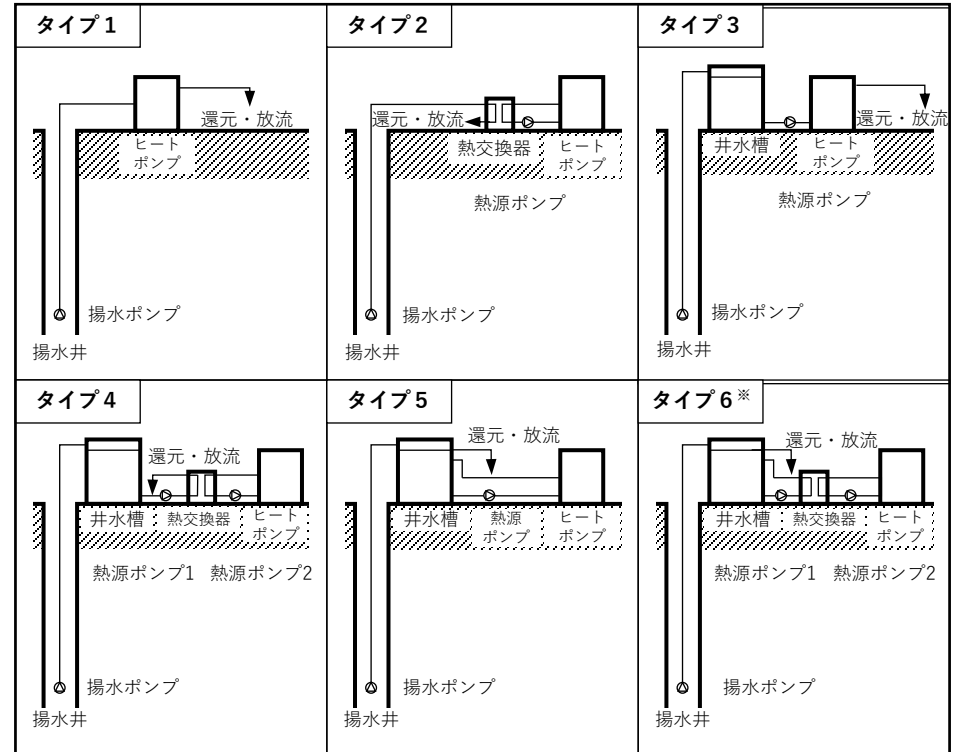 タイプ1
還元・放流
ヒート
ポンプ
揚水ポンプ
揚水井
タイプ2
還元・放流
熱交換器
ヒート
ポンプ
熱源ポンプ
揚水ポンプ
揚水井
タイプ3
還元・放流
井水槽
ヒート
ポンプ
熱源ポンプ
揚水ポンプ
揚水井
タイプ4
還元・放流
井水槽
熱交換器
ヒート
ポンプ
熱源ポンプ1
熱源ポンプ2
揚水ポンプ
揚水井
タイプ5
還元・放流
井水槽
熱源
ポンプ
ヒート
ポンプ
揚水ポンプ
揚水井
タイプ6※
還元・放流
井水槽
熱交換器
ヒート
ポンプ
熱源ポンプ1
熱源ポンプ2
揚水ポンプ
揚水井